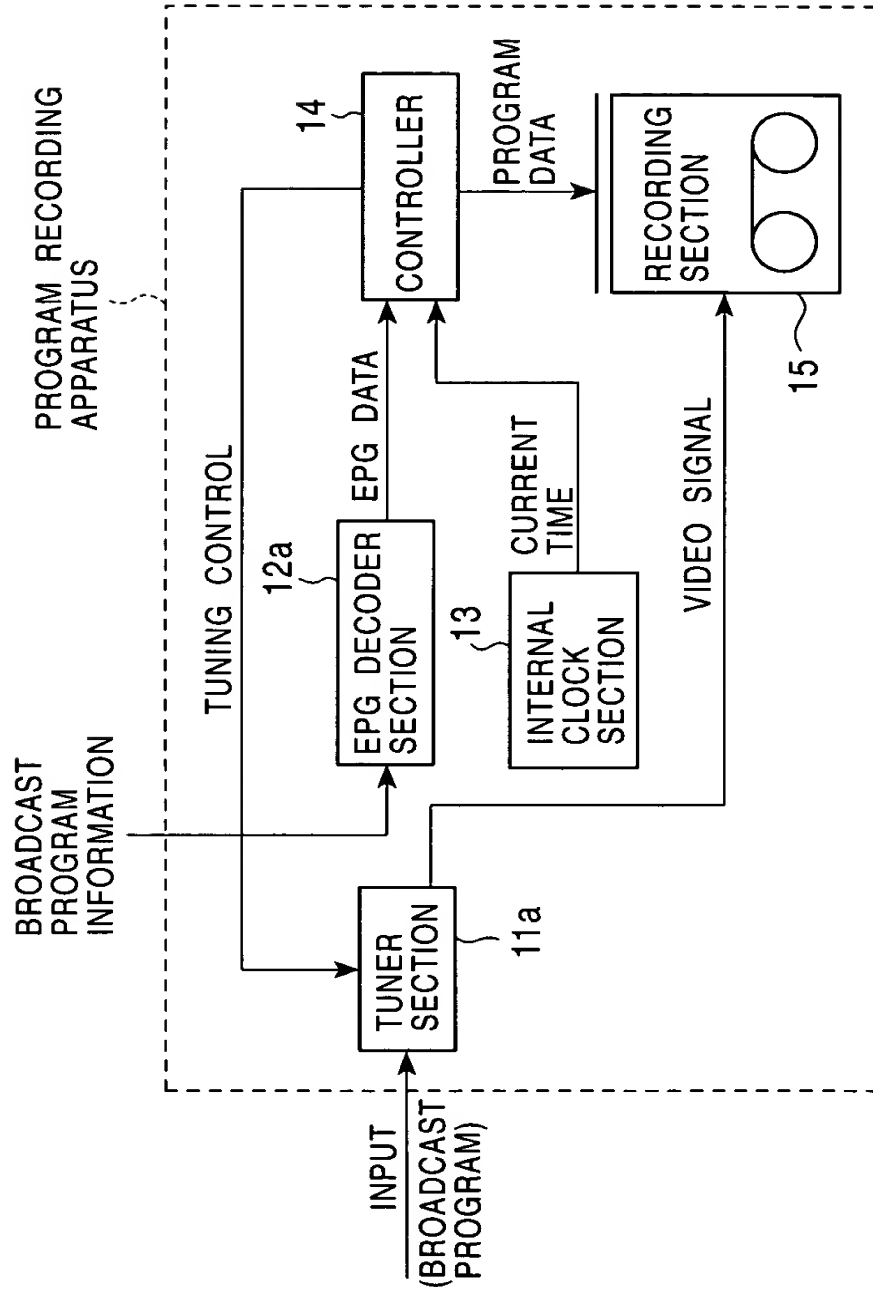 PROGRAM RECORDING
APPARATUS
BROADCAST
PROGRAM
INFORMATION
TUNING CONTROL
14
CONTROLLER
12a
EPG DECODER
SECTION
EPG DATA
PROGRAM
DATA
INPUT
(BROADCAST
PROGRAM)
TUNER
SECTION
11a
13
INTERNAL
CLOCK
SECTION
CURRENT
TIME
VIDEO SIGNAL
RECORDING
SECTION
15